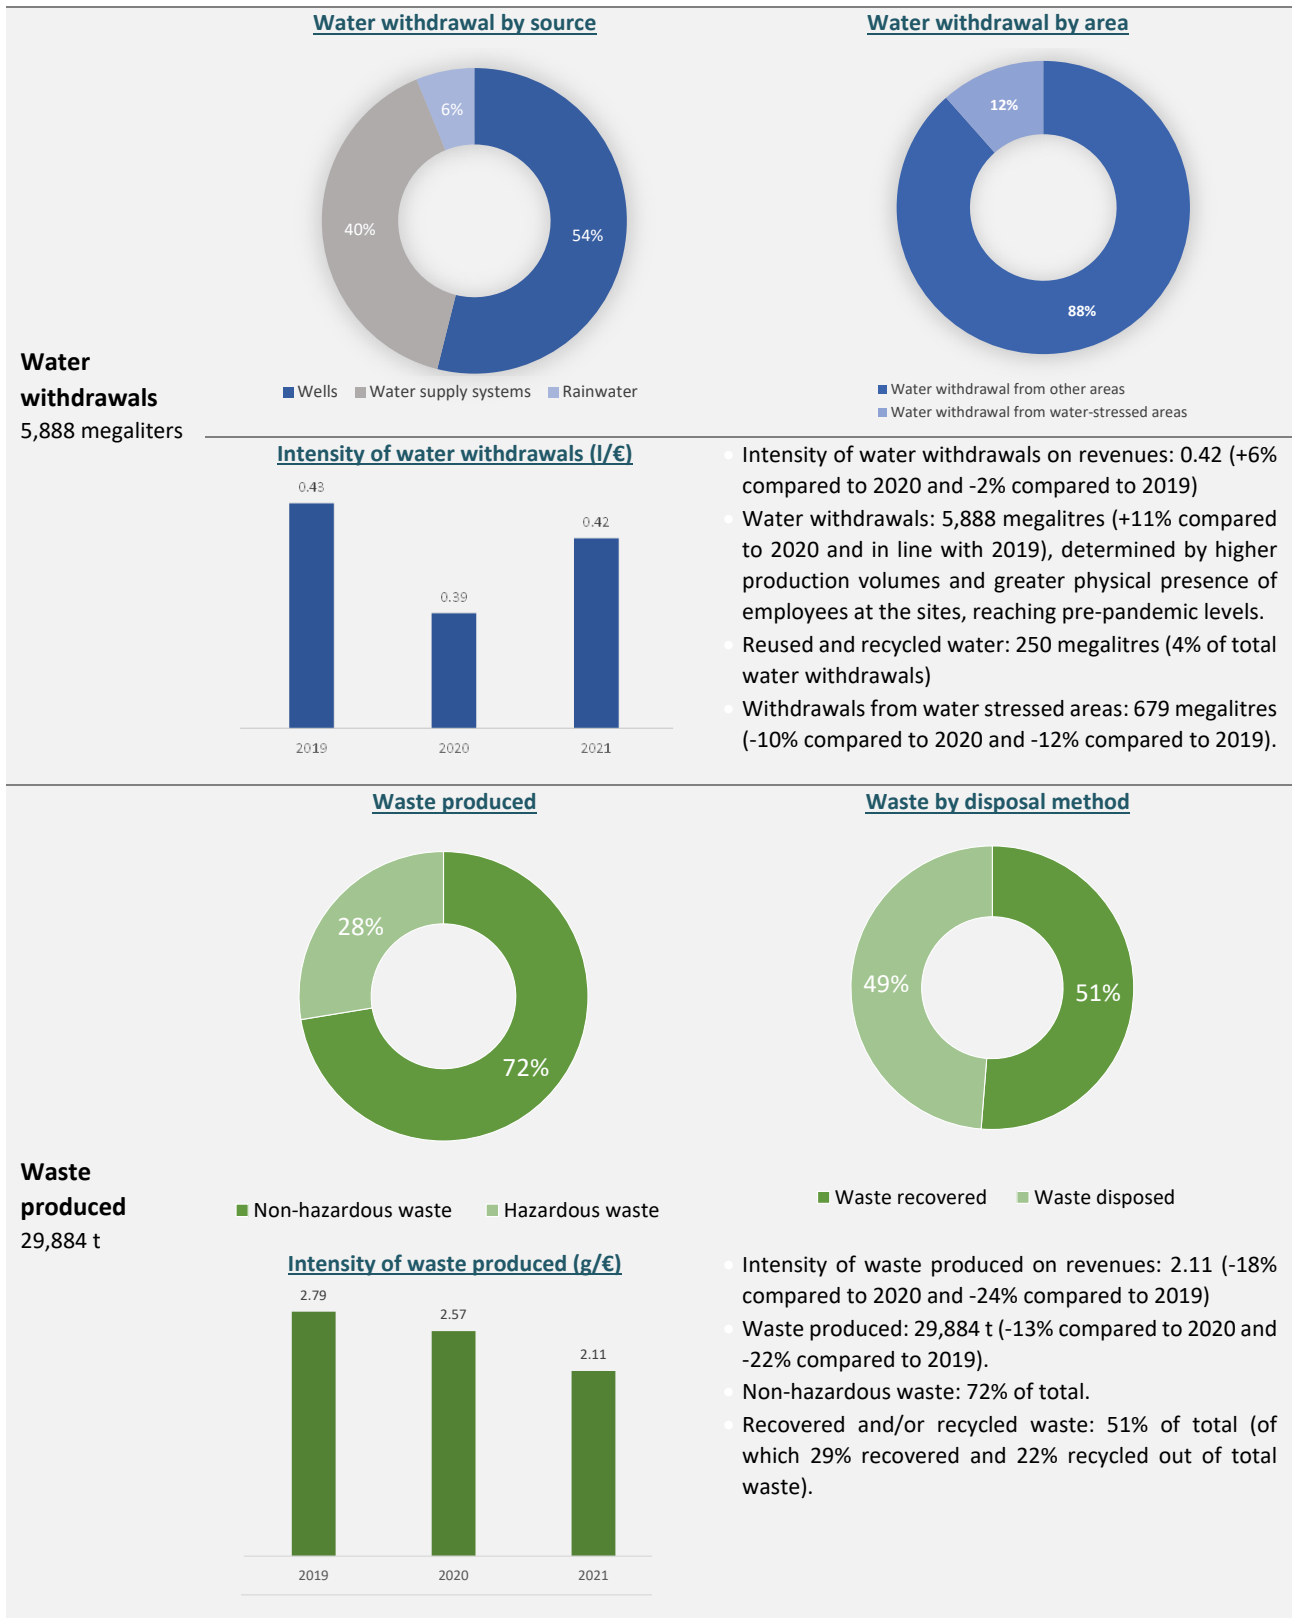 Water withdrawal by source
6%
40%
54%
Wells
Water supply systems
Rainwater
Water withdrawal by area
12%
88%
Water withdrawal from other areas
Water withdrawal from water-stressed areas
Water
withdrawals
5,888 megaliters
Intensity of water withdrawals (l/€)
0.43
0.39
0.42
2019
2020
2021
Intensity of water withdrawals on revenues: 0.42 (+6%
compared to 2020 and -2% compared to 2019)
Water withdrawals: 5,888 megalitres (+11% compared
to 2020 and in line with 2019), determined by higher
production volumes and greater physical presence of
employees at the sites, reaching pre-pandemic levels.
Reused and recycled water: 250 megalitres (4% of total
water withdrawals)
Withdrawals from water stressed areas: 679 megalitres
(-10% compared to 2020 and -12% compared to 2019).
Waste produced
28%
72%
Non-hazardous waste
Hazardous waste
Waste by disposal method
49%
51%
Waste recovered
Waste disposed
Waste
produced
29,884 t
Intensity of waste produced (g/€)
2.79
2.57
2.11
2019
2020
2021
Intensity of waste produced on revenues: 2.11 (-18%
compared to 2020 and -24% compared to 2019)
Waste produced: 29,884 t (-13% compared to 2020 and
-22% compared to 2019).
Non-hazardous waste: 72% of total.
Recovered and/or recycled waste: 51% of total (of
which 29% recovered and 22% recycled out of total
waste).